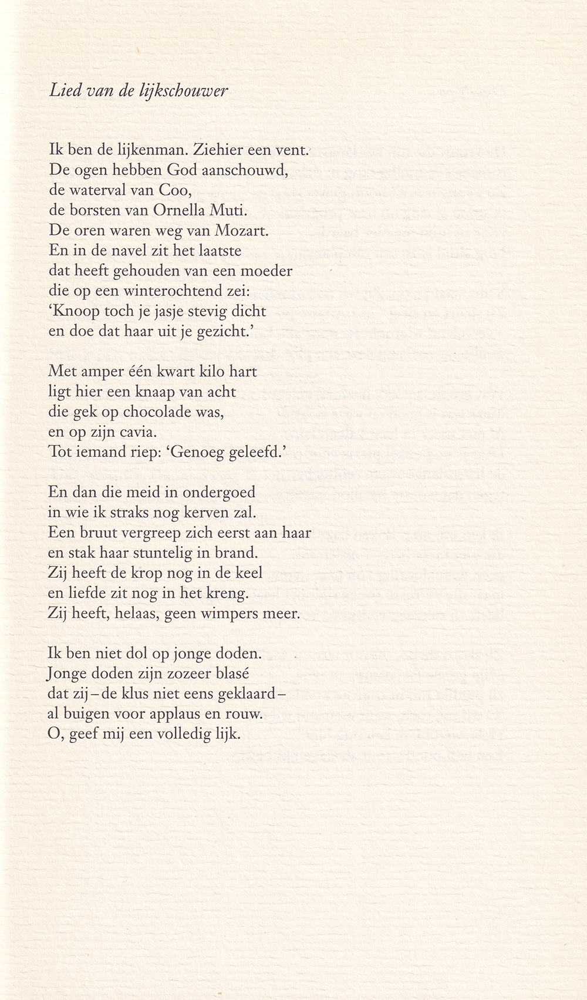 Lied van de lijkschouwer
Ik ben de lijkenman. Ziehier een vent.
De ogen hebben God aanschouwd,
de waterval van Coo,
de borsten van Ornella Muti.
De oren waren weg van Mozart.
En in de navel zit het laatste
dat heeft gehouden van een moeder
die op een winterochtend zei:
‘Knoop toch je jasje stevig dicht
en doe dat haar uit je gezicht.’
Met amper één kwart kilo hart
ligt hier een knaap van acht
die gek op chocolade was,
en op zijn cavia.
Tot iemand riep: ‘Genoeg geleefd.’
En dan die meid in ondergoed
in wie ik straks nog kerven zal.
Een bruut vergreep zich eerst aan haar
en stak haar stuntelig in brand.
Zij heeft de krop nog in de keel
en liefde zit nog in het kreng.
Zij heeft, helaas, geen wimpers meer.
Ik ben niet dol op jonge doden.
Jonge doden zijn zozeer blasé
dat zij – de klus niet eens geklaard –
al buigen voor applaus en rouw.
O, geef mij een volledig lijk.